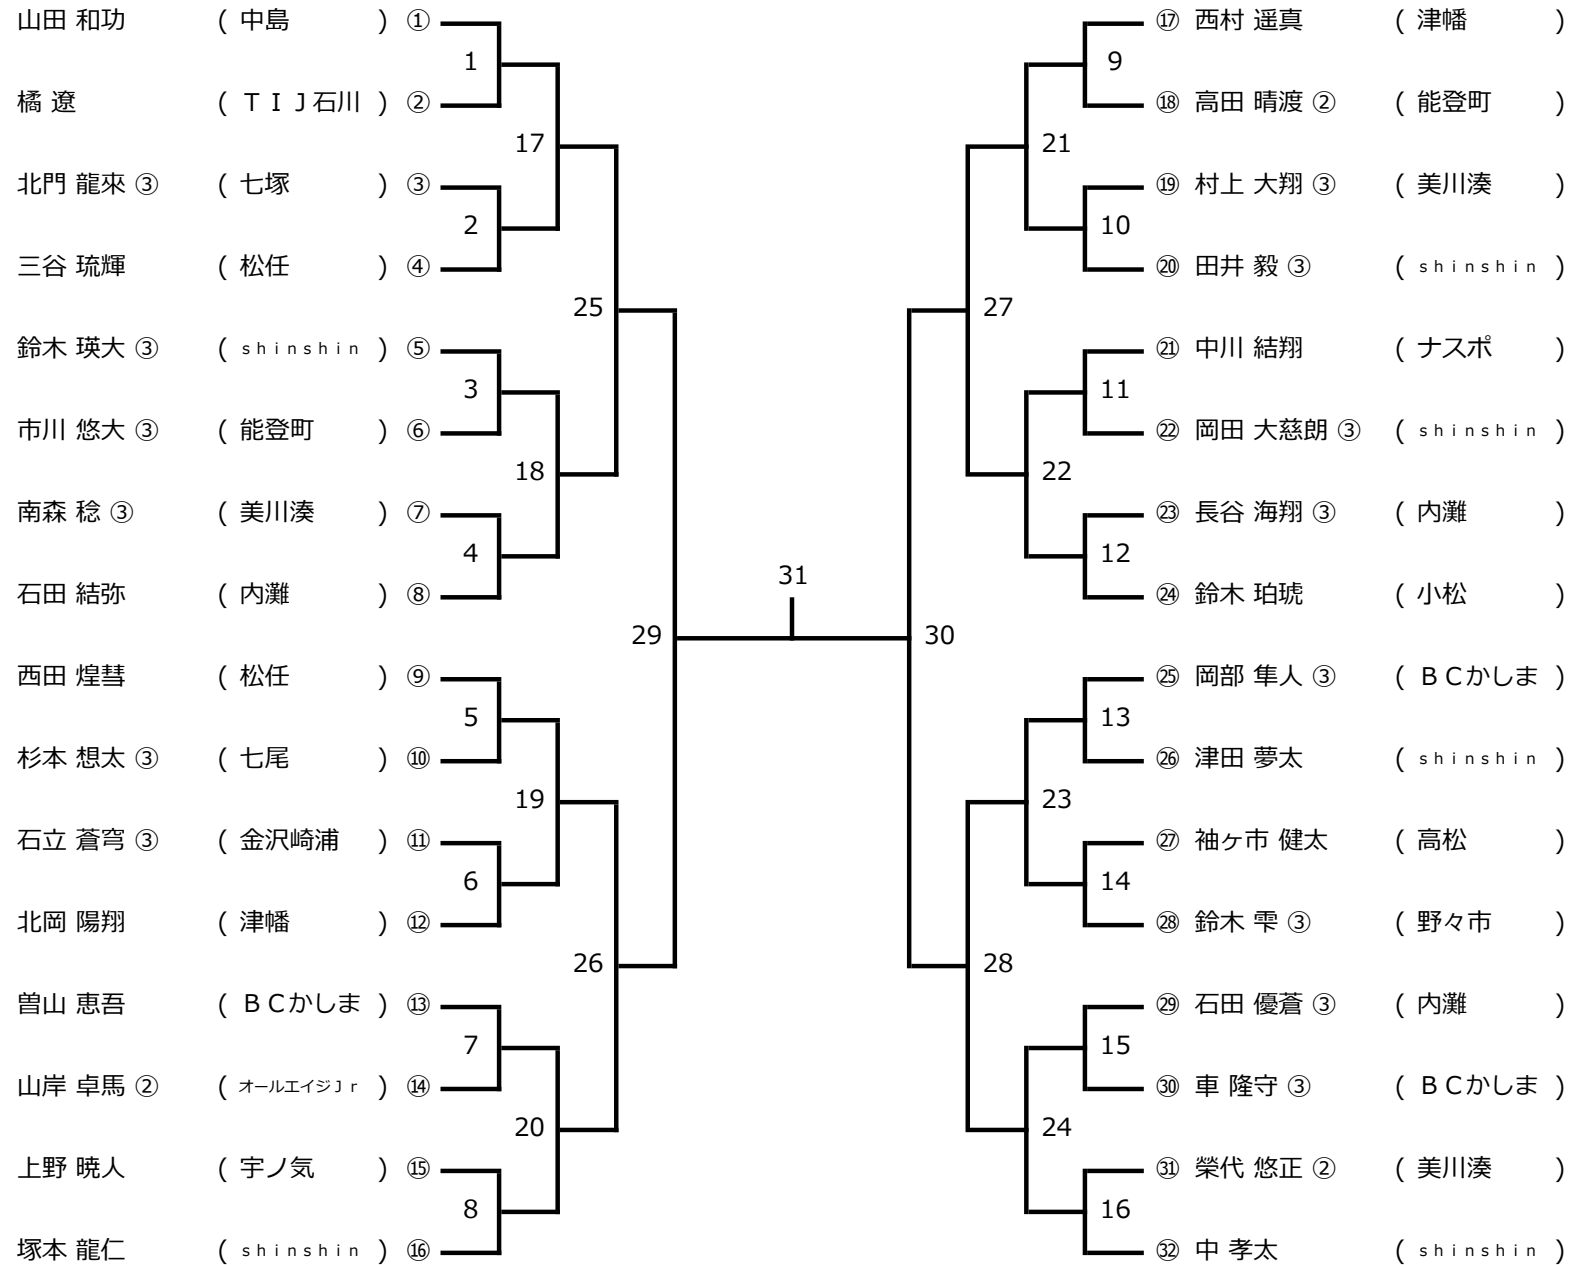 山田 和功 ( 中島 ) ①
橘 遼 ( ＴＩＪ石川 ) ②
北門 龍來 ③ ( 七塚 ) ③
三谷 琉輝 ( 松任 ) ④
鈴木 瑛大 ③ ( ｓｈｉｎｓｈｉｎ ) ⑤
市川 悠大 ③ ( 能登町 ) ⑥
南森 稔 ③ ( 美川湊 ) ⑦
石田 結弥 ( 内灘 ) ⑧
西田 煌彗 ( 松任 ) ⑨
杉本 想太 ③ ( 七尾 ) ⑩
石立 蒼穹 ③ ( 金沢崎浦 ) ⑪
北岡 陽翔 ( 津幡 ) ⑫
曽山 恵吾 ( ＢＣかしま ) ⑬
山岸 卓馬 ② ( オールエイジＪｒ ) ⑭
上野 暁人 ( 宇ノ気 ) ⑮
塚本 龍仁 ( ｓｈｉｎｓｈｉｎ ) ⑯
1
2
3
4
5
6
7
8
17
18
19
20
25
26
29
31
30
27
28
21
22
23
24
9
10
11
12
13
14
15
16
⑰ 西村 遥真 ( 津幡 )
⑱ 高田 晴渡 ② ( 能登町 )
⑲ 村上 大翔 ③ ( 美川湊 )
⑳ 田井 毅 ③ ( ｓｈｉｎｓｈｉｎ )
㉑ 中川 結翔 ( ナスポ )
㉒ 岡田 大慈朗 ③ ( ｓｈｉｎｓｈｉｎ )
㉓ 長谷 海翔 ③ ( 内灘 )
㉔ 鈴木 珀琥 ( 小松 )
㉕ 岡部 隼人 ③ ( ＢＣかしま )
㉖ 津田 夢太 ( ｓｈｉｎｓｈｉｎ )
㉗ 袖ヶ市 健太 ( 高松 )
㉘ 鈴木 雫 ③ ( 野々市 )
㉙ 石田 優蒼 ③ ( 内灘 )
㉚ 車 隆守 ③ ( ＢＣかしま )
㉛ 榮代 悠正 ② ( 美川湊 )
㉜ 中 孝太 ( ｓｈｉｎｓｈｉｎ )